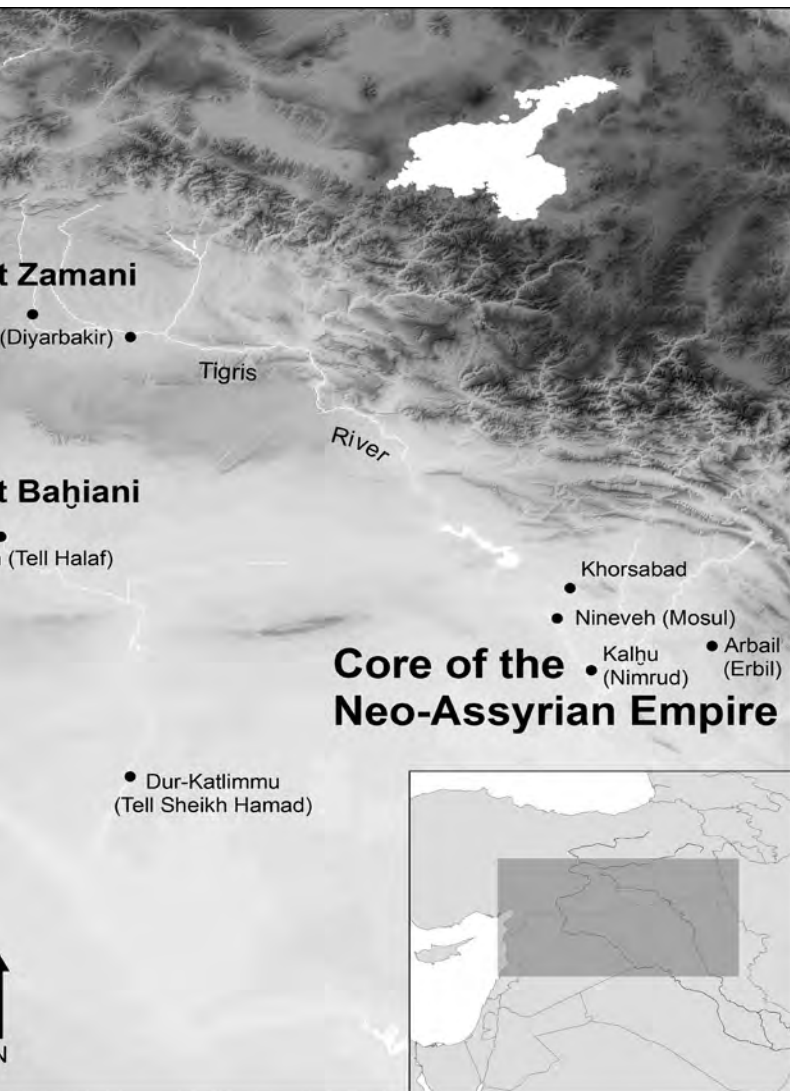 t Zamani
(Diyarbakir)
Tigris
River
t Baḫiani
(Tell Halaf)
Khorsabad
Nineveh (Mosul)
Kalḫu
(Nimrud)
Arbail
(Erbil)
Core of the
Neo-Assyrian Empire
Dur-Katlimmu
(Tell Sheikh Hamad)
N